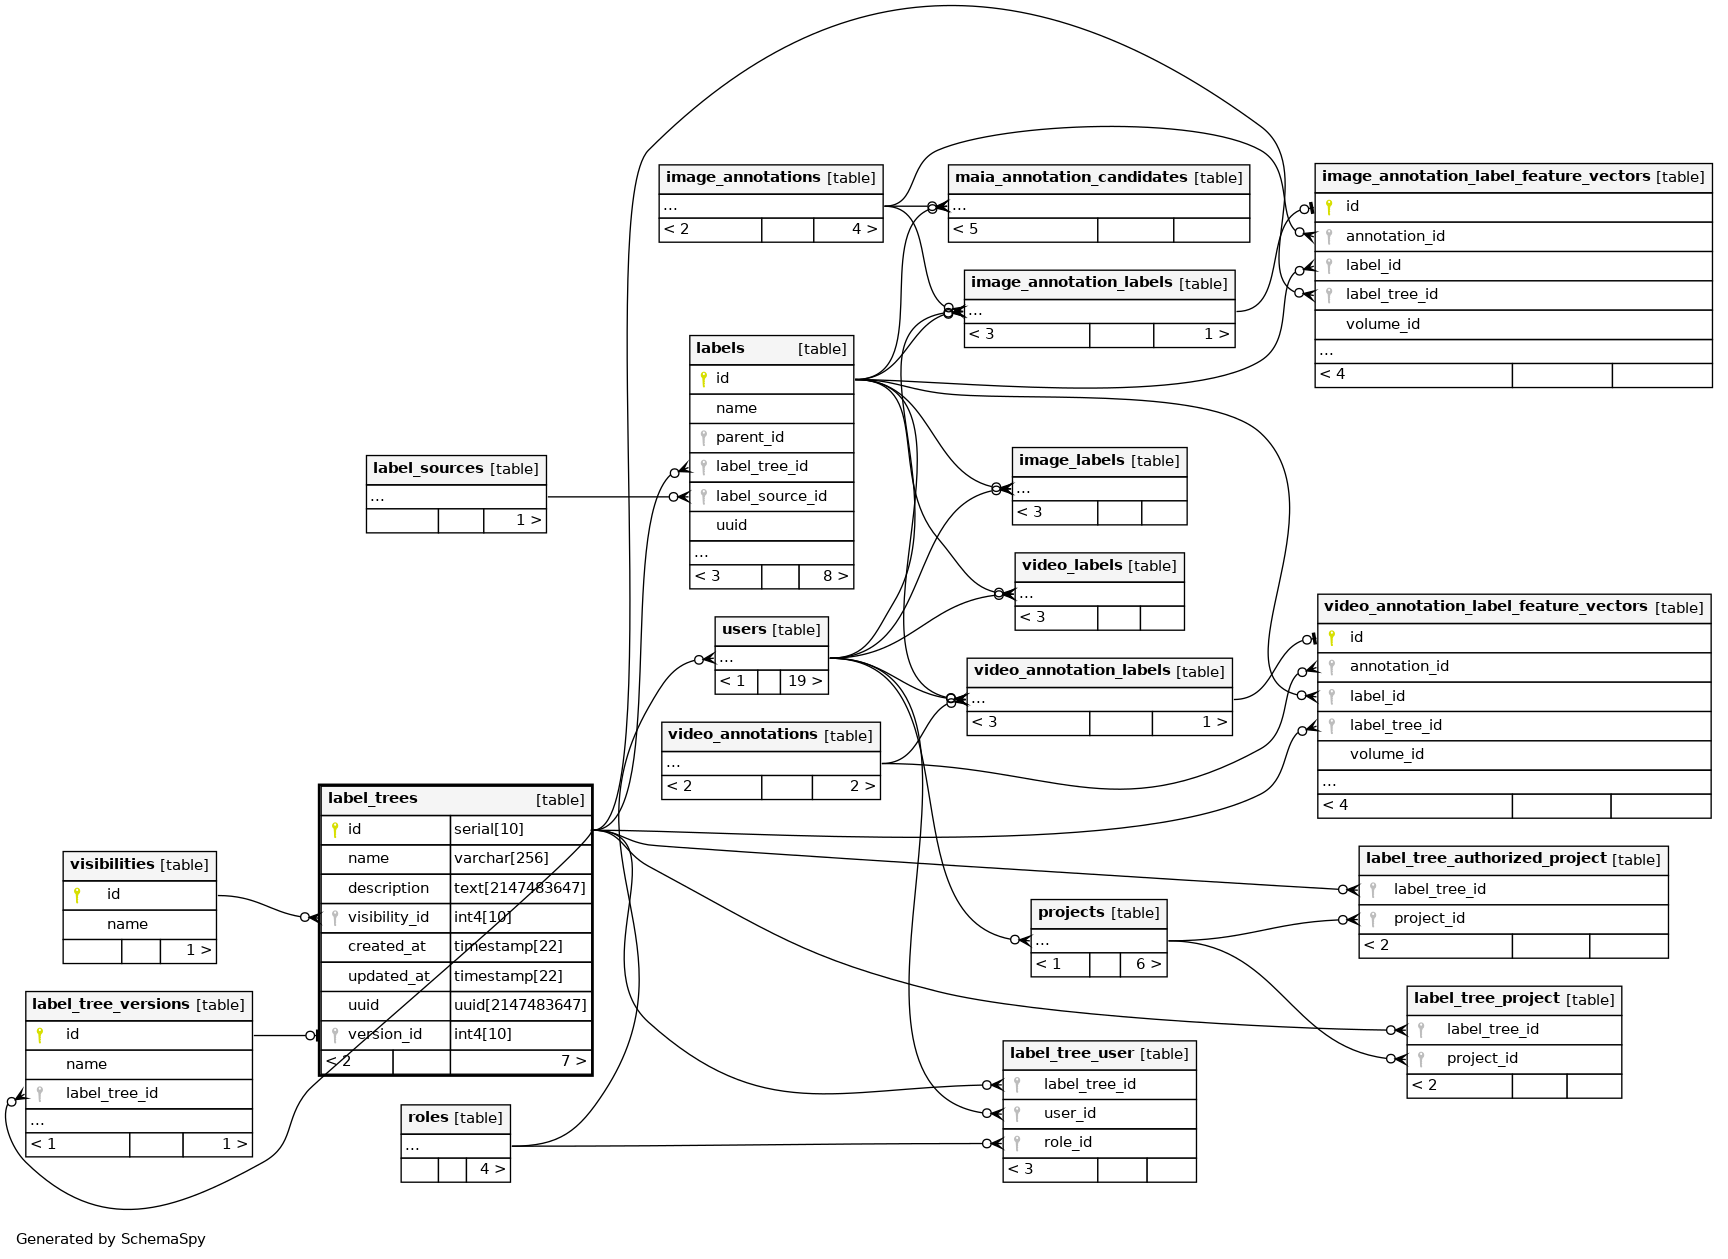 image_annotations [table]
...
< 2 4 >
maia_annotation_candidates [table]
...
< 5
image_annotation_label_feature_vectors [table]
id
annotation_id
label_id
label_tree_id
volume_id
...
< 4
image_annotation_labels [table]
...
< 3 1 >
labels [table]
id
name
parent_id
label_tree_id
label_source_id
uuid
...
< 3 8 >
label_sources [table]
...
1 >
image_labels [table]
...
< 3
video_labels [table]
...
< 3
users [table]
...
< 1 19 >
video_annotation_labels [table]
...
< 3 1 >
video_annotation_label_feature_vectors [table]
id
annotation_id
label_id
label_tree_id
volume_id
...
< 4
video_annotations [table]
...
< 2 2 >
label_trees [table]
id serial[10]
name varchar[256]
description text[2147483647]
visibility_id int4[10]
created_at timestamp[22]
updated_at timestamp[22]
uuid uuid[2147483647]
version_id int4[10]
< 2 7 >
visibilities [table]
id
name
1 >
label_tree_versions [table]
id
name
label_tree_id
...
< 1 1 >
roles [table]
...
4 >
projects [table]
...
< 1 6 >
label_tree_authorized_project [table]
label_tree_id
project_id
< 2
label_tree_project [table]
label_tree_id
project_id
< 2
label_tree_user [table]
label_tree_id
user_id
role_id
< 3
Generated by SchemaSpy